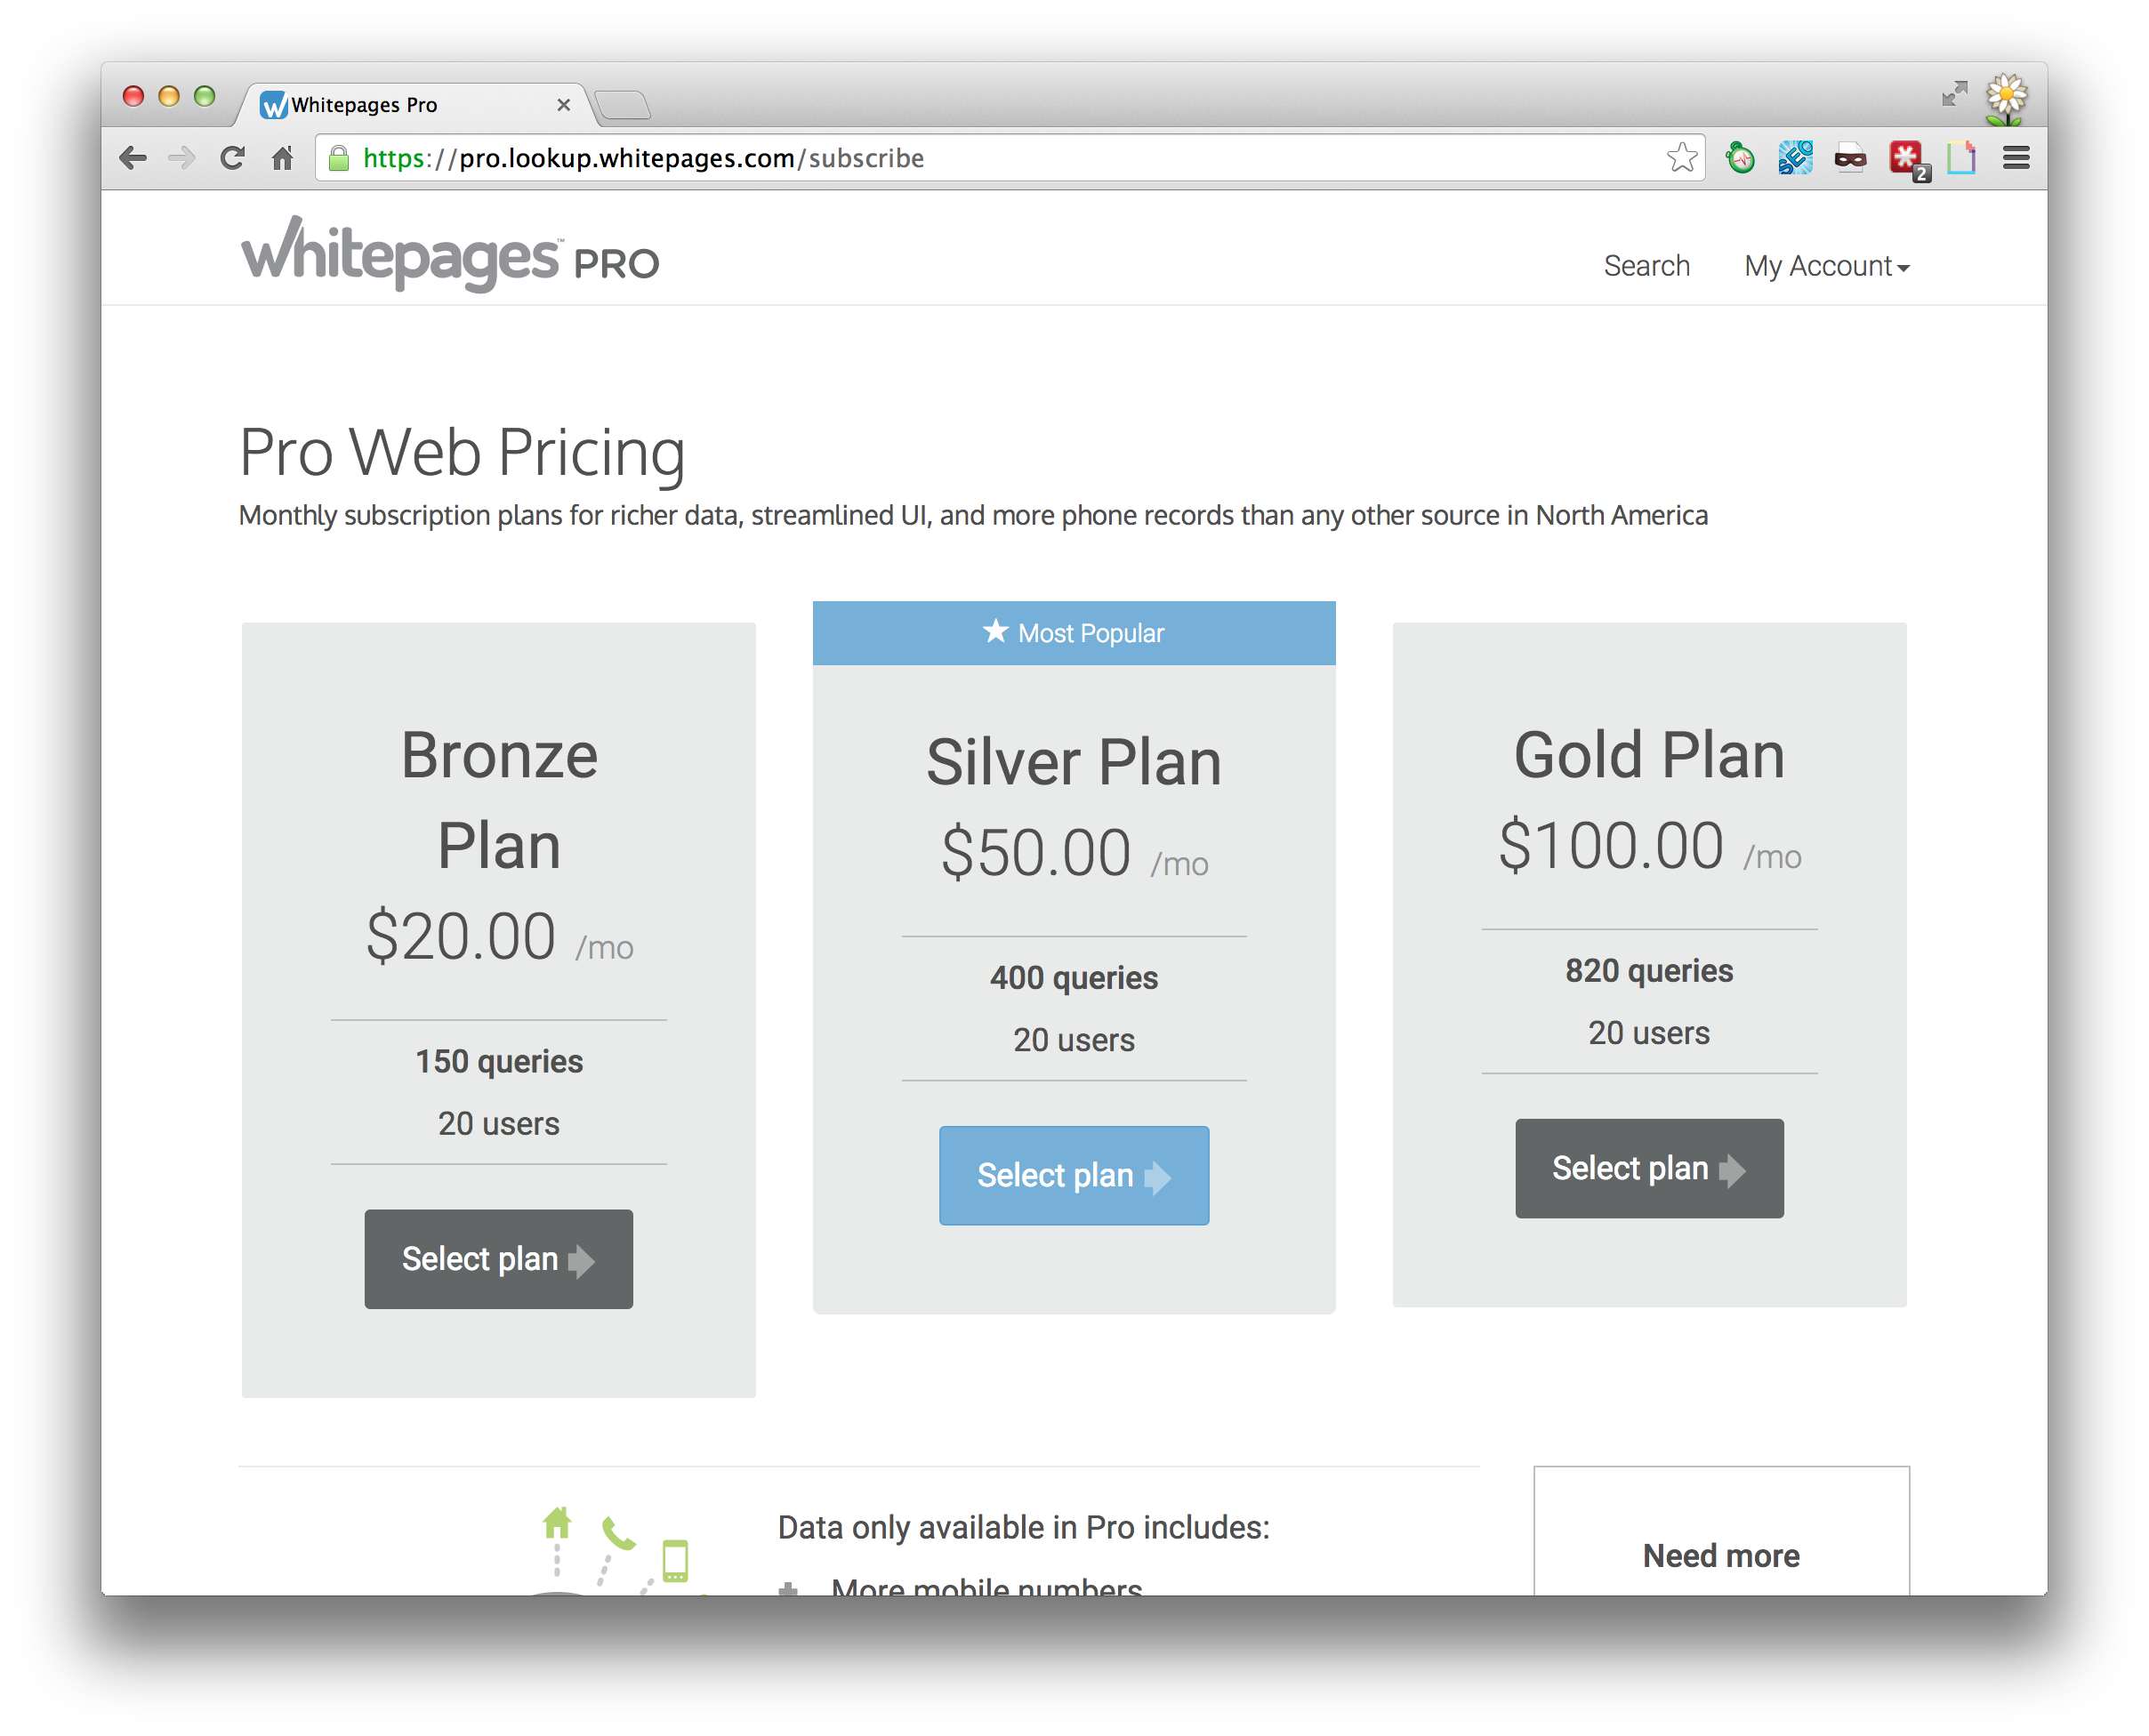 Whitepages Pro
https://pro.lookup.whitepages.com/subscribe
SEO
2
whitepages™ PRO
Search
My Account
Pro Web Pricing
Monthly subscription plans for richer data, streamlined UI, and more phone records than any other source in North America
Bronze
Plan
$20.00 /mo
150 queries
20 users
Select plan
Most Popular
Silver Plan
$50.00 /mo
400 queries
20 users
Select plan
Gold Plan
$100.00 /mo
820 queries
20 users
Select plan
Data only available in Pro includes:
More mobile numbers
Need more